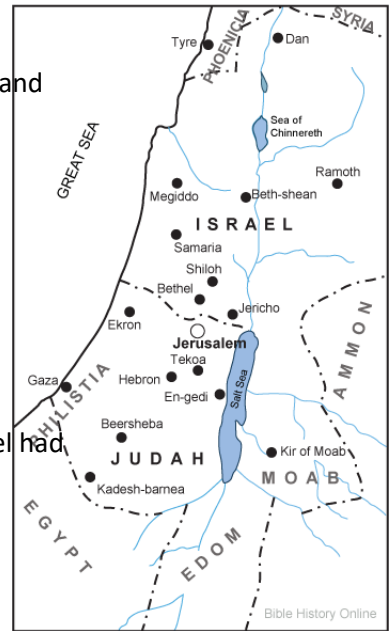 SYRIA
PHOENICIA
Tyre
Dan
and
Sea of
Chinnereth
GREAT SEA
Ramoth
Megiddo
Beth-shean
ISRAEL
Samaria
Shiloh
Bethel
Jericho
Ekron
AMMON
Jerusalem
Tekoa
Hebron
Gaza
En-gedi
Salt Sea
PHILISTIA
Beersheba
el had
JUDAH
Kir of Moab
MOAB
Kadesh-barnea
EGYPT
EDOM
Bible History Online